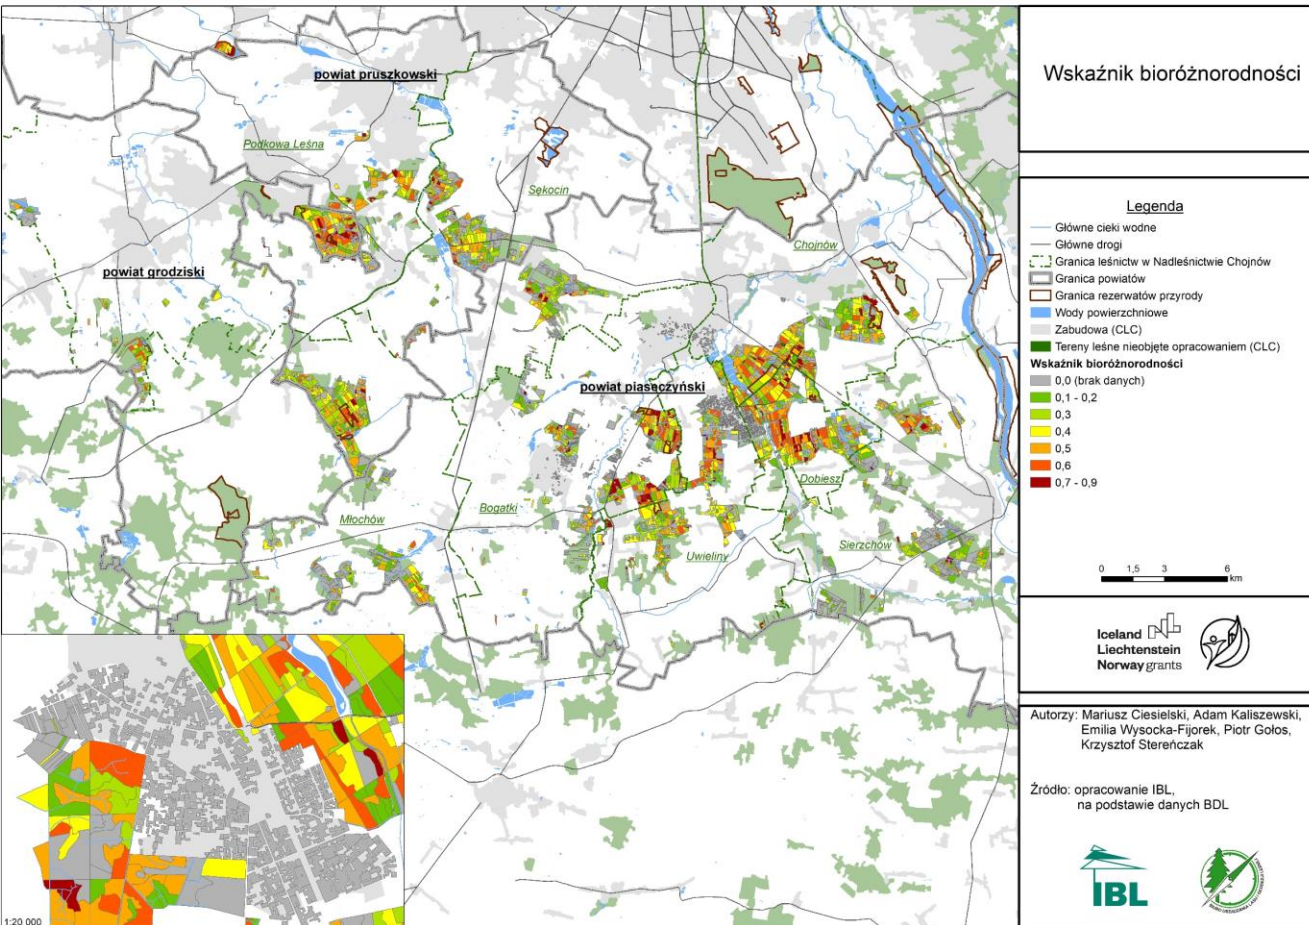 Wskaźnik bioróżnorodności
powiat pruszkowski
Podkowa Leśna
Sękocin
Chojnów
powiat grodziski
powiat piaseczyński
Dobiesz
Bogatki
Młochów
Uwieliny
Sierzchów
1:20 000
Legenda
Główne cieki wodne
Główne drogi
Granica leśnictw w Nadleśnictwie Chojnów
Granica powiatów
Granica rezerwatów przyrody
Wody powierzchniowe
Zabudowa (CLC)
Tereny leśne nieobjęte opracowaniem (CLC)
Wskaźnik bioróżnorodności
0,0 (brak danych)
0,1 - 0,2
0,3
0,4
0,5
0,6
0,7 - 0,9
0 1,5 3 6
km
Iceland
Liechtenstein
Norway grants
Autorzy: Mariusz Ciesielski, Adam Kaliszewski,
Emilia Wysocka-Fijorek, Piotr Gołos,
Krzysztof Stereńczak
Źródło: opracowanie IBL,
na podstawie danych BDL
IBL